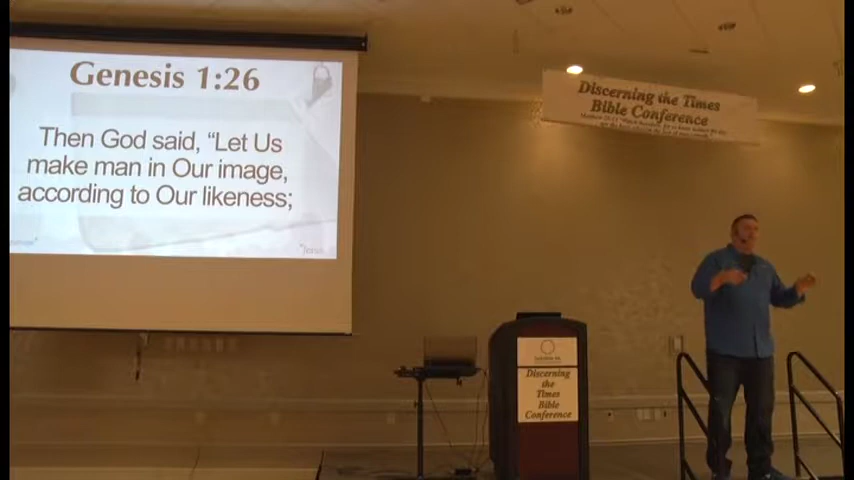 Genesis 1:26
Then God said, “Let Us
make man in Our image,
according to Our likeness;
Discerning the Times
Bible Conference
Discerning
the
Times
Bible
Conference